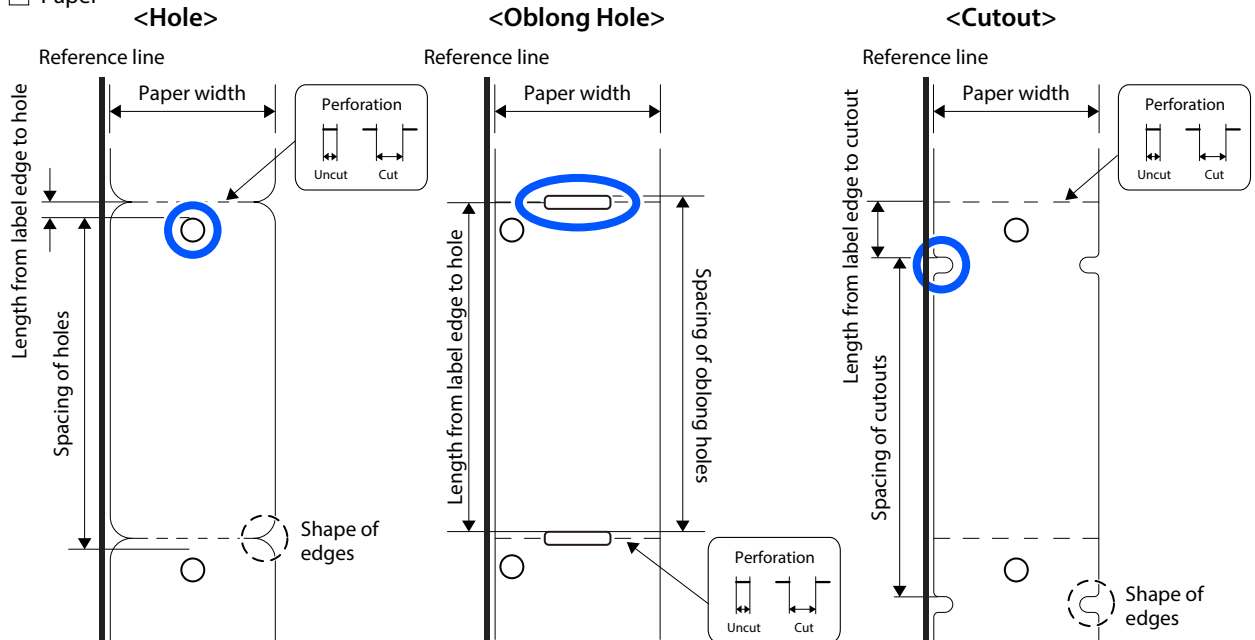 Paper
<Hole>
Reference line
Paper width
Perforation
Uncut
Cut
Length from label edge to hole
Spacing of holes
Shape of
edges
<Oblong Hole>
Reference line
Paper width
Length from label edge to hole
Spacing of oblong holes
Perforation
Uncut
Cut
<Cutout>
Reference line
Paper width
Perforation
Uncut
Cut
Length from label edge to cutout
Spacing of cutouts
Shape of
edges